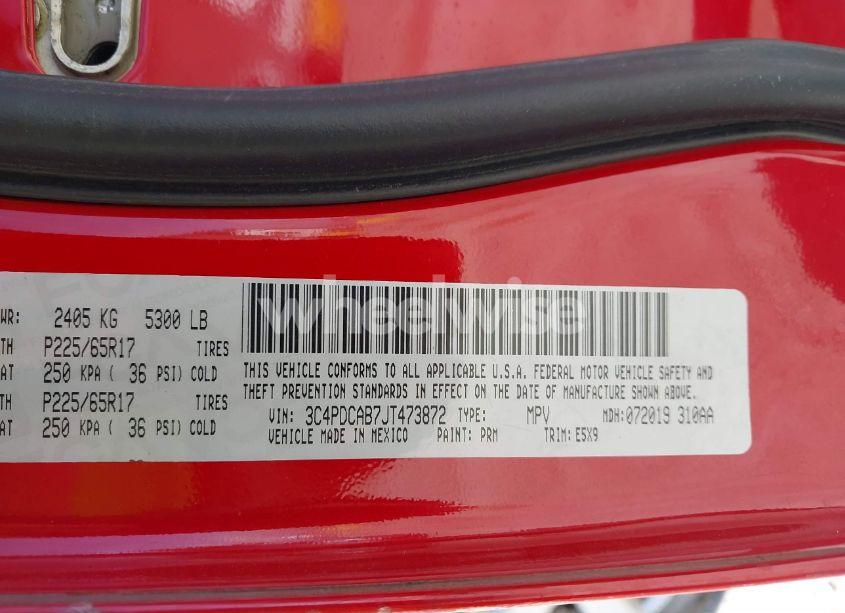 WR: 2405 KG 5300 LB
TH P225/65R17 TIRES
AT 250 KPA ( 36 PSI) COLD
TH P225/65R17 TIRES
AT 250 KPA ( 36 PSI) COLD
wheelwise
THIS VEHICLE CONFORMS TO ALL APPLICABLE U.S.A. FEDERAL MOTOR VEHICLE SAFETY AND
THEFT PREVENTION STANDARDS IN EFFECT ON THE DATE OF MANUFACTURE SHOWN ABOVE.
VIN: 3C4PDCAB7JT473872 TYPE: MPV MDH:072019 310AA
VEHICLE MADE IN MEXICO PAINT: PRM TRIM: E5X9